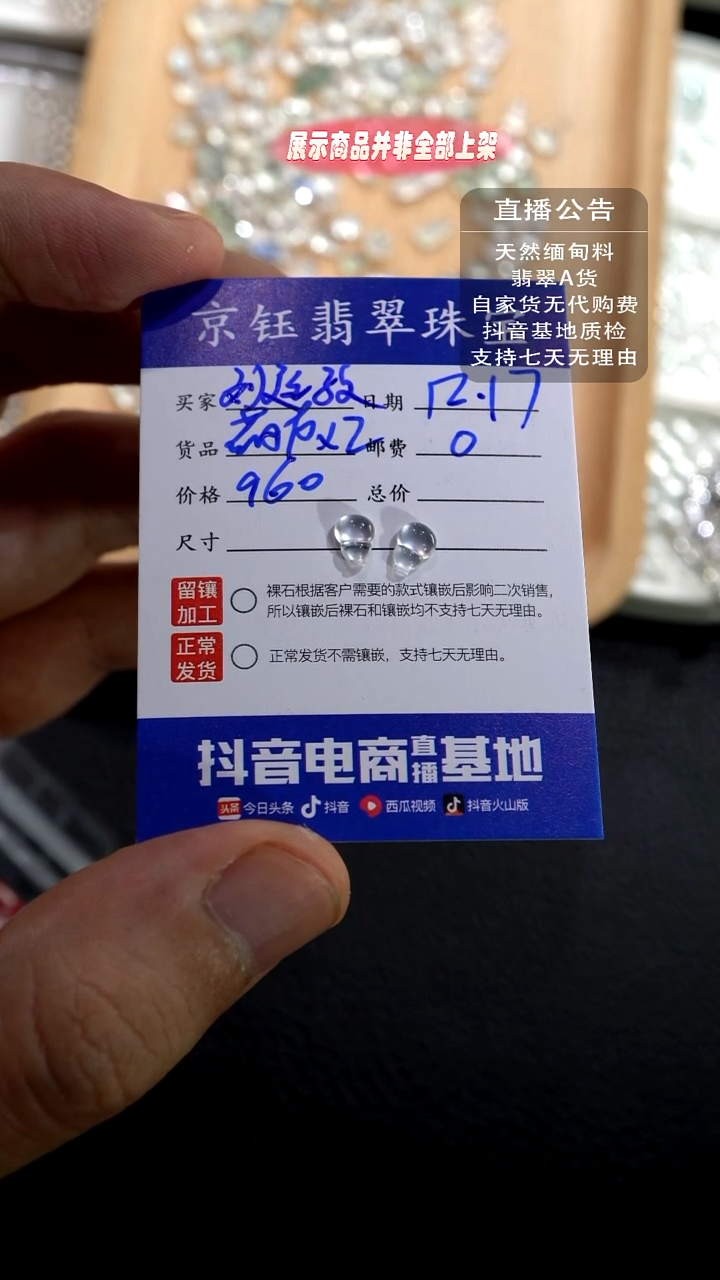 展示商品并非全部上架
直播公告
天然缅甸料
翡翠A货
自家货无代购费
抖音基地质检
支持七天无理由
京钰翡翠珠宝
买家 日期 12.17
货品 x2 邮费 0
价格 960 总价
尺寸
留镶加工 裸石根据客户需要的款式镶嵌后影响二次销售,
所以镶嵌后裸石和镶嵌均不支持七天无理由。
正常发货 正常发货不需镶嵌，支持七天无理由。
抖音电商直播基地
头条 今日头条 抖音 西瓜视频 抖音火山版